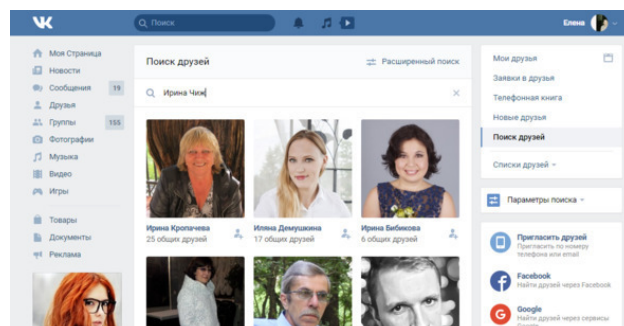 Поиск
Елена
Моя Страница
Новости
Сообщения 19
Друзья
Группы 155
Фотографии
Музыка
Видео
Игры
Товары
Документы
Реклама
Поиск друзей
Расширенный поиск
Ирина Чиж
Ирина Кропачева
25 общих друзей
Иляна Демушкина
17 общих друзей
Ирина Бибикова
6 общих друзей
Мои друзья
Заявки в друзья
Телефонная книга
Новые друзья
Поиск друзей
Списки друзей
Параметры поиска
Пригласить друзей
Пригласить по номеру
телефона или email
Facebook
Найти друзей через Facebook
Google
Найти друзей через сервисы